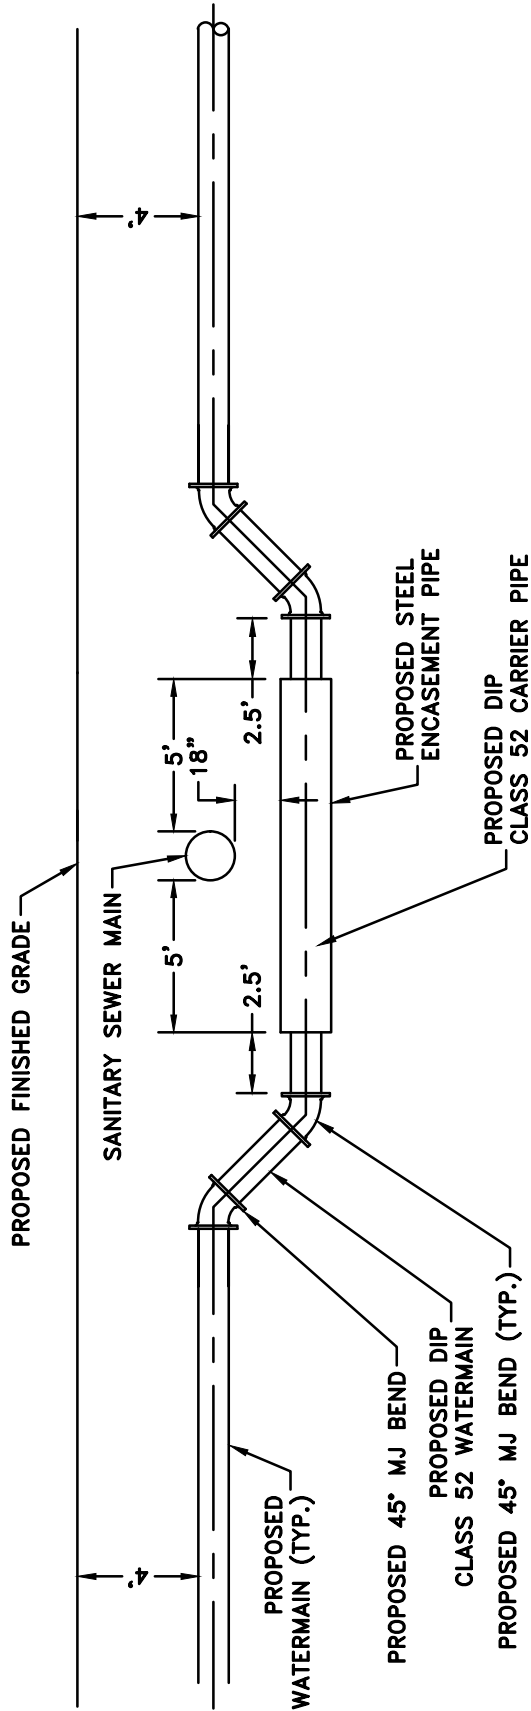 PROPOSED FINISHED GRADE
SANITARY SEWER MAIN
4'
4'
5'
5'
18"
2.5'
2.5'
PROPOSED
WATERMAIN (TYP.)
PROPOSED 45° MJ BEND
PROPOSED DIP
CLASS 52 WATERMAIN
PROPOSED 45° MJ BEND (TYP.)
PROPOSED STEEL
ENCASEMENT PIPE
PROPOSED DIP
CLASS 52 CARRIER PIPE